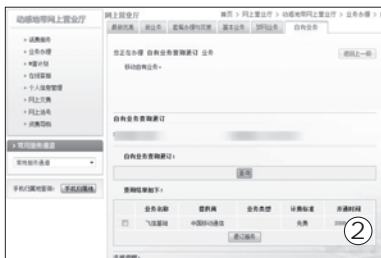 动感地带网上营业厅
话费服务
业务办理
M值计划
在线客服
个人信息管理
网上交费
网上选号
资费导航
常用服务通道
常用服务通道
手机归属地查询： 手机归属地
网上营业厅
首页 > 网上营业厅 > 动感地带网上营业厅 > 业务办理 >
最新优惠 新业务 套餐办理与变更 基本业务 梦网业务 自有业务
您正在办理 自有业务查询退订 业务
返回上一级
移动自有业务。
自有业务查询退订
自有业务查询退订：
查询
查询结果如下：
业务名称 提供商 业务类型 计费标准 开通时间
飞信基础 中国移动通信 免费
退订服务
②